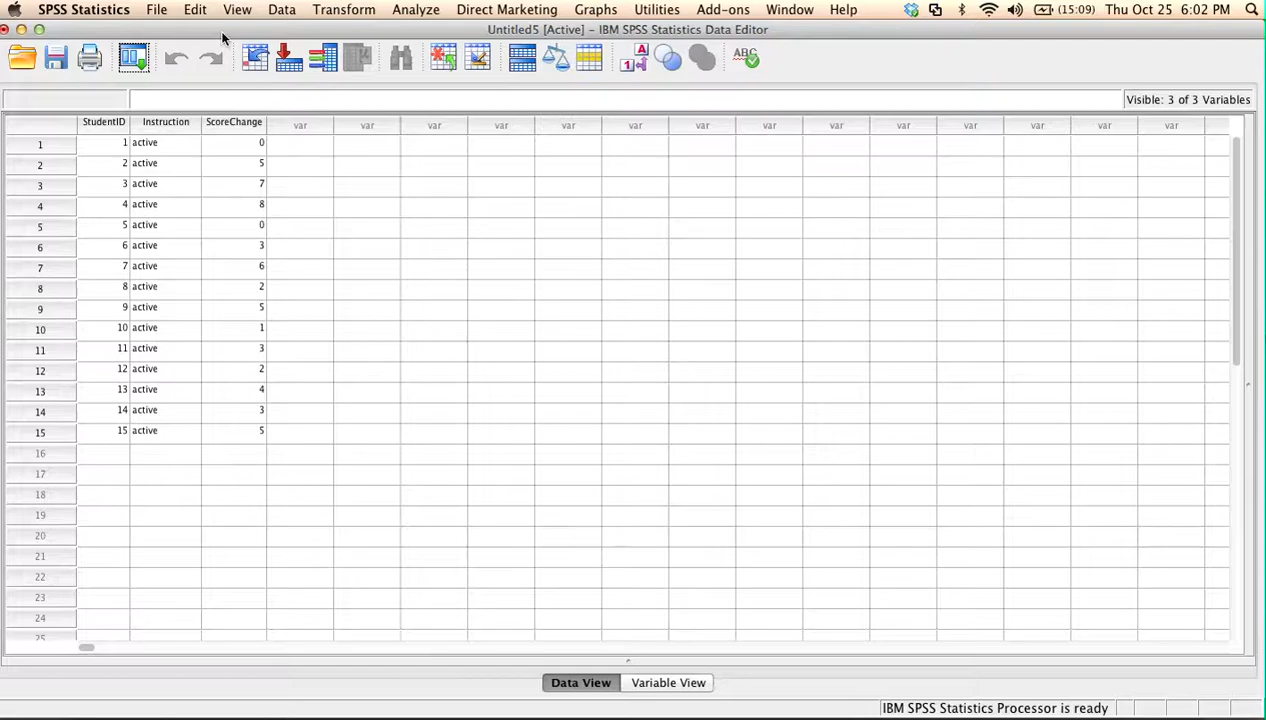 SPSS Statistics File Edit View Data Transform Analyze Direct Marketing Graphs Utilities Add-ons Window Help (15:09) Thu Oct 25 6:02 PM
Untitled5 [Active] – IBM SPSS Statistics Data Editor
A 1 ABC
Visible: 3 of 3 Variables
StudentID Instruction ScoreChange var var var var var var var var var var var var var var
1 1 active 0
2 2 active 5
3 3 active 7
4 4 active 8
5 5 active 0
6 6 active 3
7 7 active 6
8 8 active 2
9 9 active 5
10 10 active 1
11 11 active 3
12 12 active 2
13 13 active 4
14 14 active 3
15 15 active 5
16
17
18
19
20
21
22
23
24
25
Data View Variable View
IBM SPSS Statistics Processor is ready